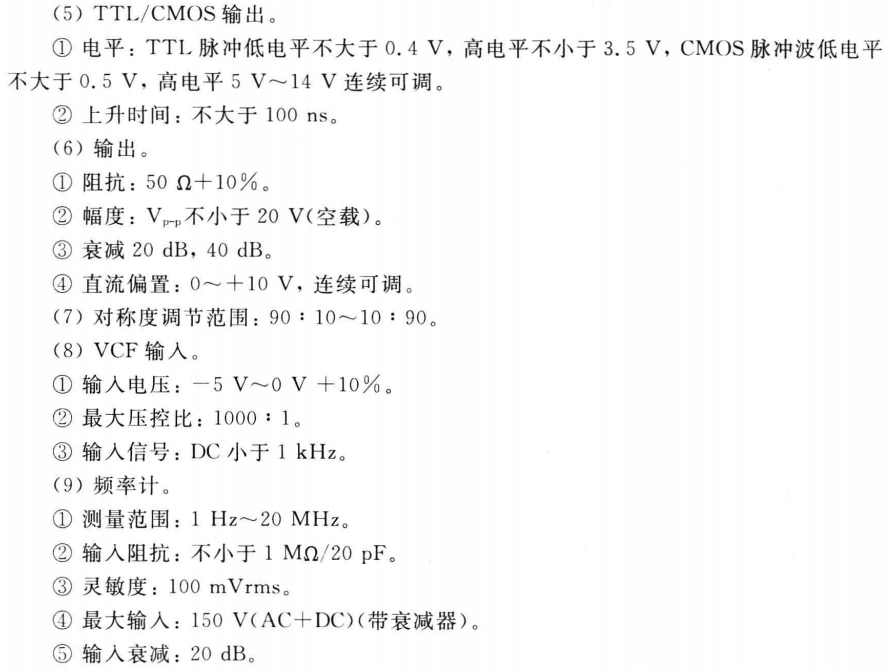 (5) TTL/CMOS 输出。
① 电平：TTL 脉冲低电平不大于 0.4 V，高电平不小于 3.5 V，CMOS 脉冲波低电平
不大于 0.5 V，高电平 5 V～14 V 连续可调。
② 上升时间：不大于 100 ns。
(6) 输出。
① 阻抗：50 Ω+10%。
② 幅度：Vp-p不小于 20 V(空载)。
③ 衰减 20 dB，40 dB。
④ 直流偏置：0～+10 V，连续可调。
(7) 对称度调节范围：90：10～10：90。
(8) VCF 输入。
① 输入电压：－5 V～0 V +10%。
② 最大压控比：1000：1。
③ 输入信号：DC 小于 1 kHz。
(9) 频率计。
① 测量范围：1 Hz～20 MHz。
② 输入阻抗：不小于 1 MΩ/20 pF。
③ 灵敏度：100 mVrms。
④ 最大输入：150 V(AC+DC)(带衰减器)。
⑤ 输入衰减：20 dB。